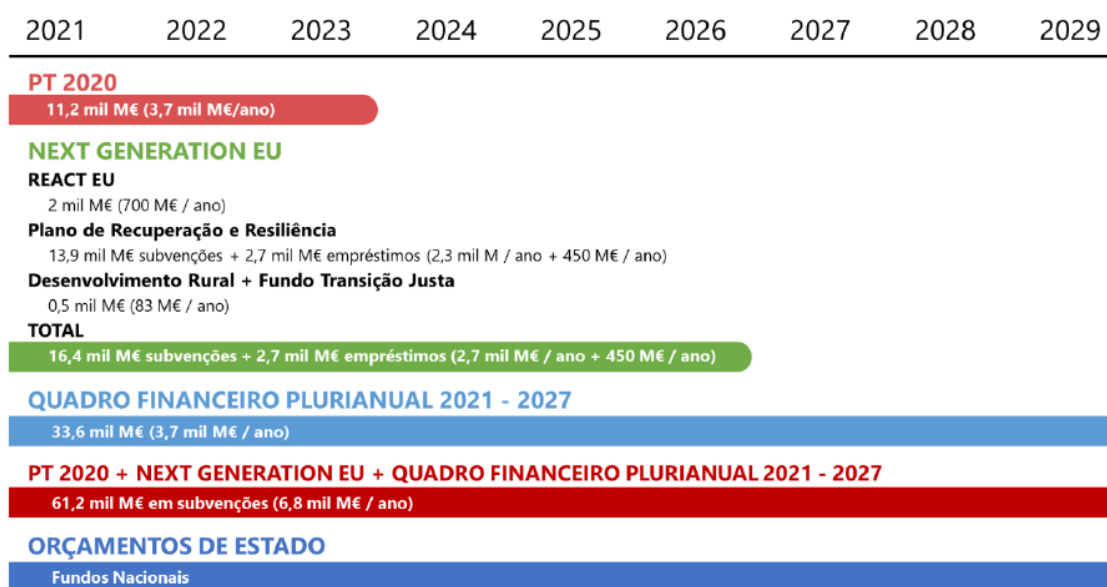 2021 2022 2023 2024 2025 2026 2027 2028 2029
PT 2020
11,2 mil M€ (3,7 mil M€/ano)
NEXT GENERATION EU
REACT EU
2 mil M€ (700 M€ / ano)
Plano de Recuperação e Resiliência
13,9 mil M€ subvenções + 2,7 mil M€ empréstimos (2,3 mil M / ano + 450 M€ / ano)
Desenvolvimento Rural + Fundo Transição Justa
0,5 mil M€ (83 M€ / ano)
TOTAL
16,4 mil M€ subvenções + 2,7 mil M€ empréstimos (2,7 mil M€ / ano + 450 M€ / ano)
QUADRO FINANCEIRO PLURIANUAL 2021 - 2027
33,6 mil M€ (3,7 mil M€ / ano)
PT 2020 + NEXT GENERATION EU + QUADRO FINANCEIRO PLURIANUAL 2021 - 2027
61,2 mil M€ em subvenções (6,8 mil M€ / ano)
ORÇAMENTOS DE ESTADO
Fundos Nacionais